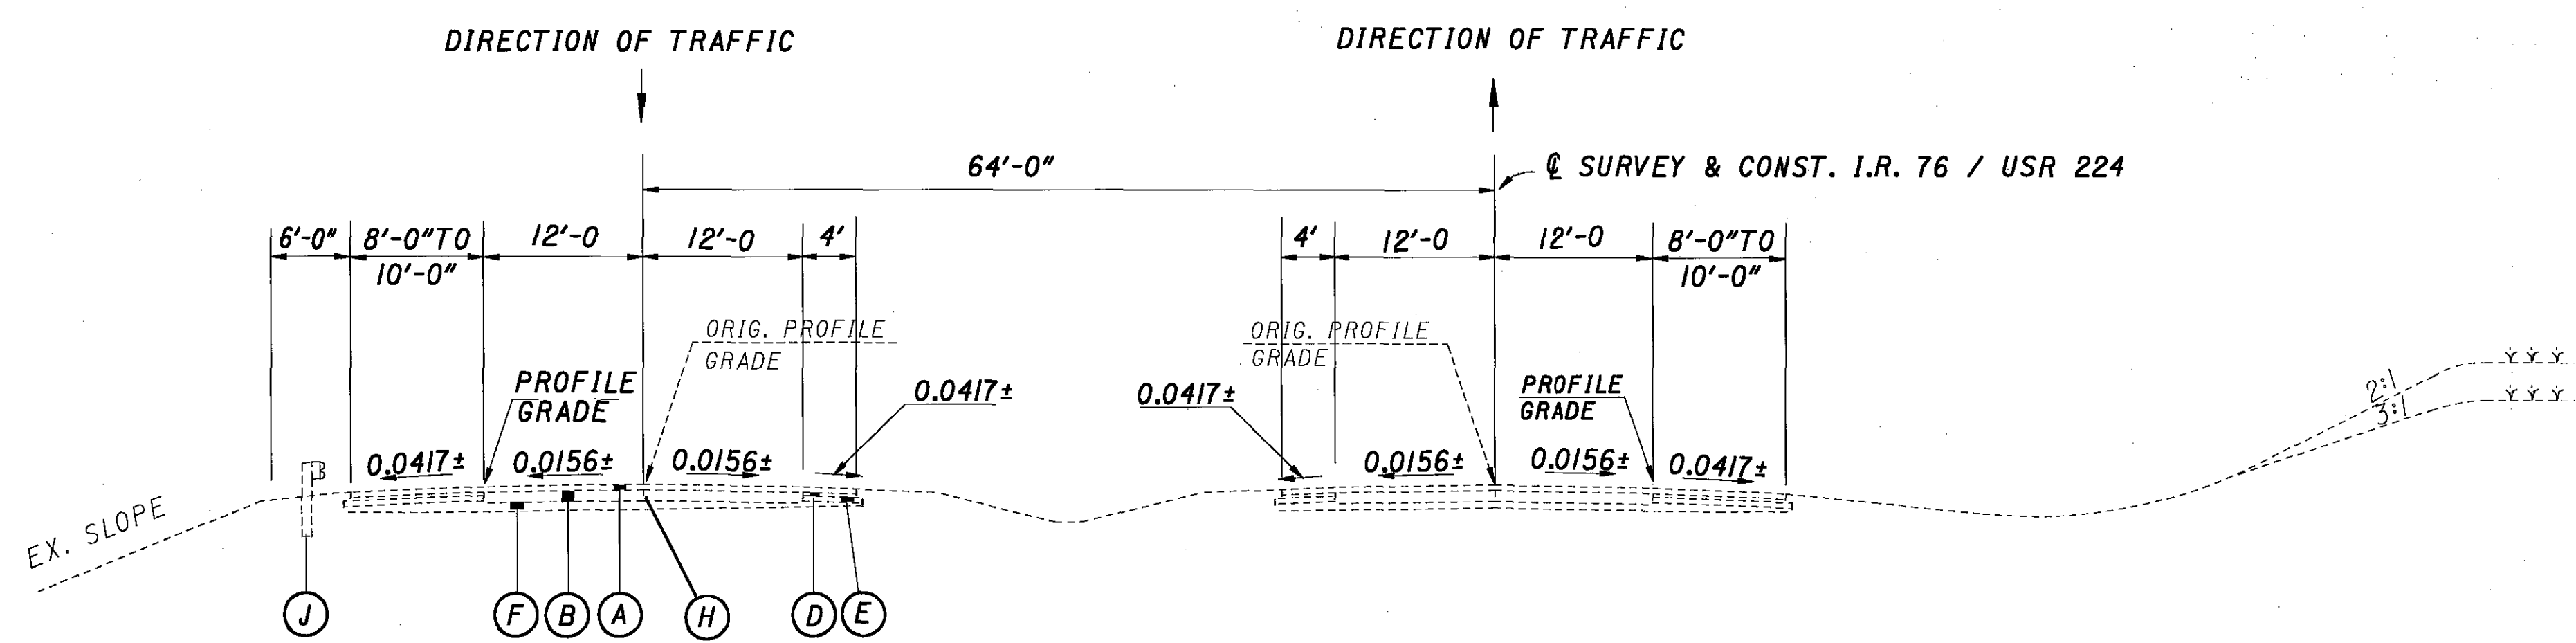 DIRECTION OF TRAFFIC
DIRECTION OF TRAFFIC
64'-0"
℄ SURVEY & CONST. I.R. 76 / USR 224
6'-0"
8'-0"TO
10'-0"
12'-0
12'-0
4'
4'
12'-0
12'-0
8'-0"TO
10'-0"
ORIG. PROFILE
GRADE
ORIG. PROFILE
GRADE
PROFILE
GRADE
0.0417±
0.0417±
PROFILE
GRADE
2:1
3:1
0.0417±
0.0156±
0.0156±
0.0156±
0.0156±
0.0417±
EX. SLOPE
J
F
B
A
H
D
E